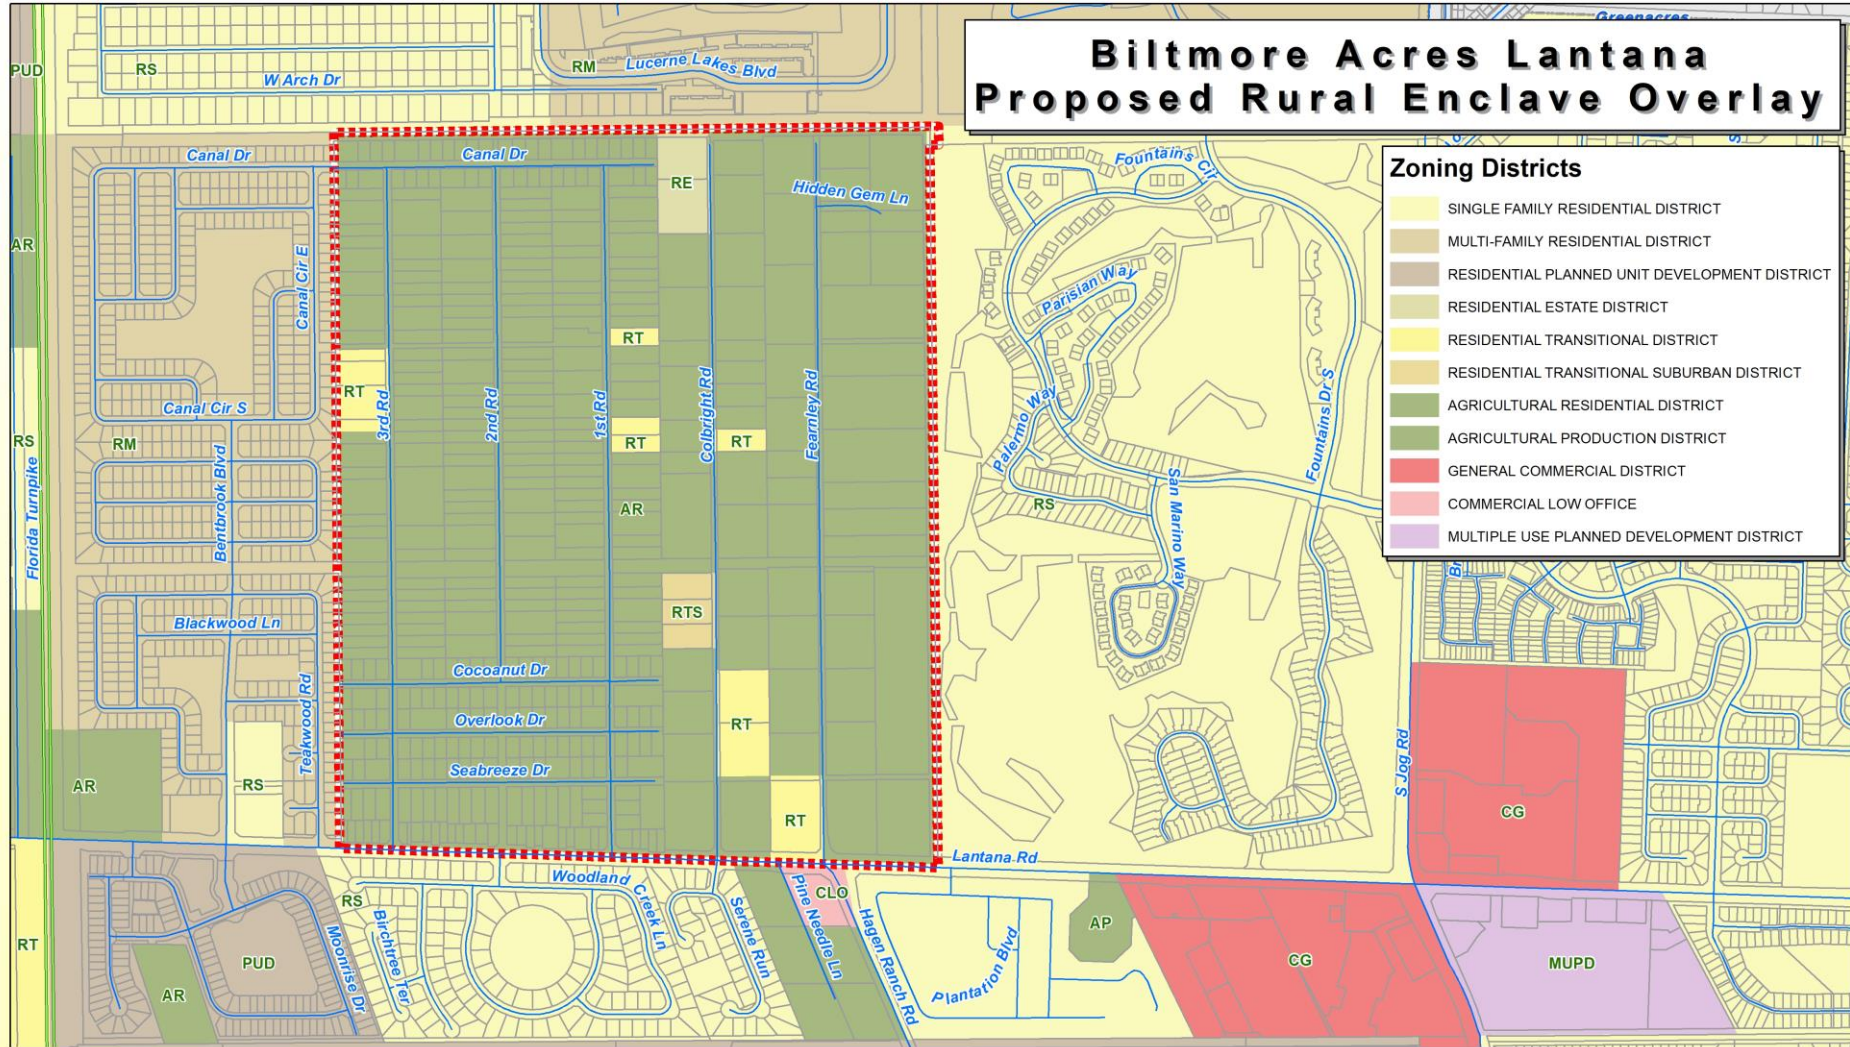 Biltmore Acres Lantana
Proposed Rural Enclave Overlay
Zoning Districts
SINGLE FAMILY RESIDENTIAL DISTRICT
MULTI-FAMILY RESIDENTIAL DISTRICT
RESIDENTIAL PLANNED UNIT DEVELOPMENT DISTRICT
RESIDENTIAL ESTATE DISTRICT
RESIDENTIAL TRANSITIONAL DISTRICT
RESIDENTIAL TRANSITIONAL SUBURBAN DISTRICT
AGRICULTURAL RESIDENTIAL DISTRICT
AGRICULTURAL PRODUCTION DISTRICT
GENERAL COMMERCIAL DISTRICT
COMMERCIAL LOW OFFICE
MULTIPLE USE PLANNED DEVELOPMENT DISTRICT
Greenacres
PUD
RS
W Arch Dr
RM
Lucerne Lakes Blvd
Canal Dr
Canal Dr
RE
Hidden Gem Ln
Fountains Cir
AR
Canal Cir E
Parisian Way
RT
RT
3rd Rd
2nd Rd
1st Rd
Colbright Rd
Fearnley Rd
Palermo Way
Fountains Dr S
Canal Cir S
RS
RM
RT
RT
Florida Turnpike
Bentbrook Blvd
AR
RS
San Marino Way
Blackwood Ln
RTS
Cocoanut Dr
Teakwood Rd
Overlook Dr
RT
Seabreeze Dr
AR
RS
RT
S Jog Rd
CG
Lantana Rd
RS
Woodland Creek Ln
CLO
Birchtree Ter
Moonrise Dr
Serene Run
Pine Needle Ln
Hagen Ranch Rd
Plantation Blvd
AP
RT
PUD
AR
CG
MUPD